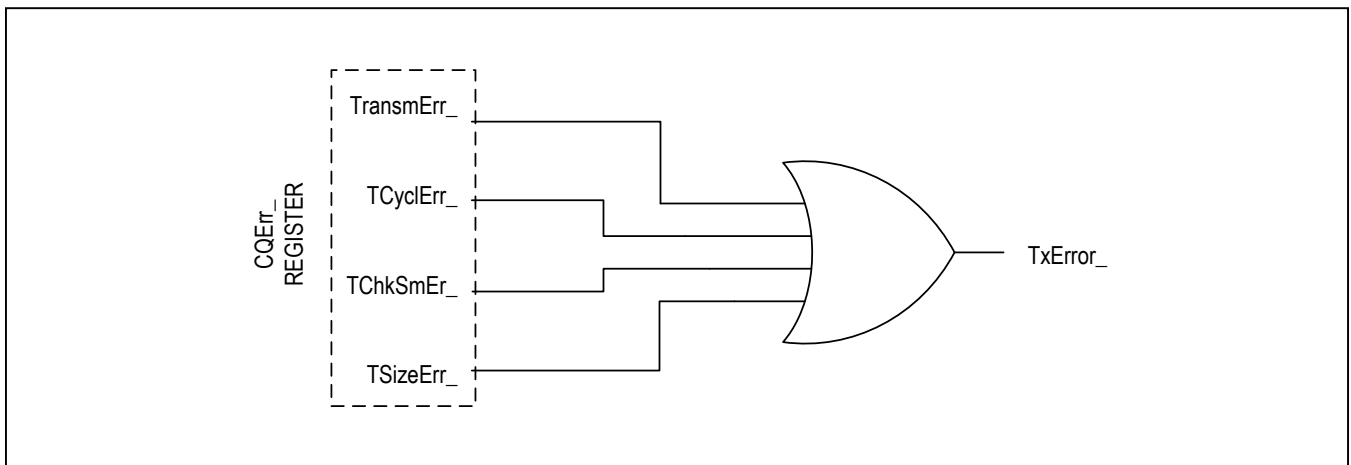 CQErr_
REGISTER
TransmErr_
TCyclErr_
TChkSmEr_
TSizeErr_
TxError_